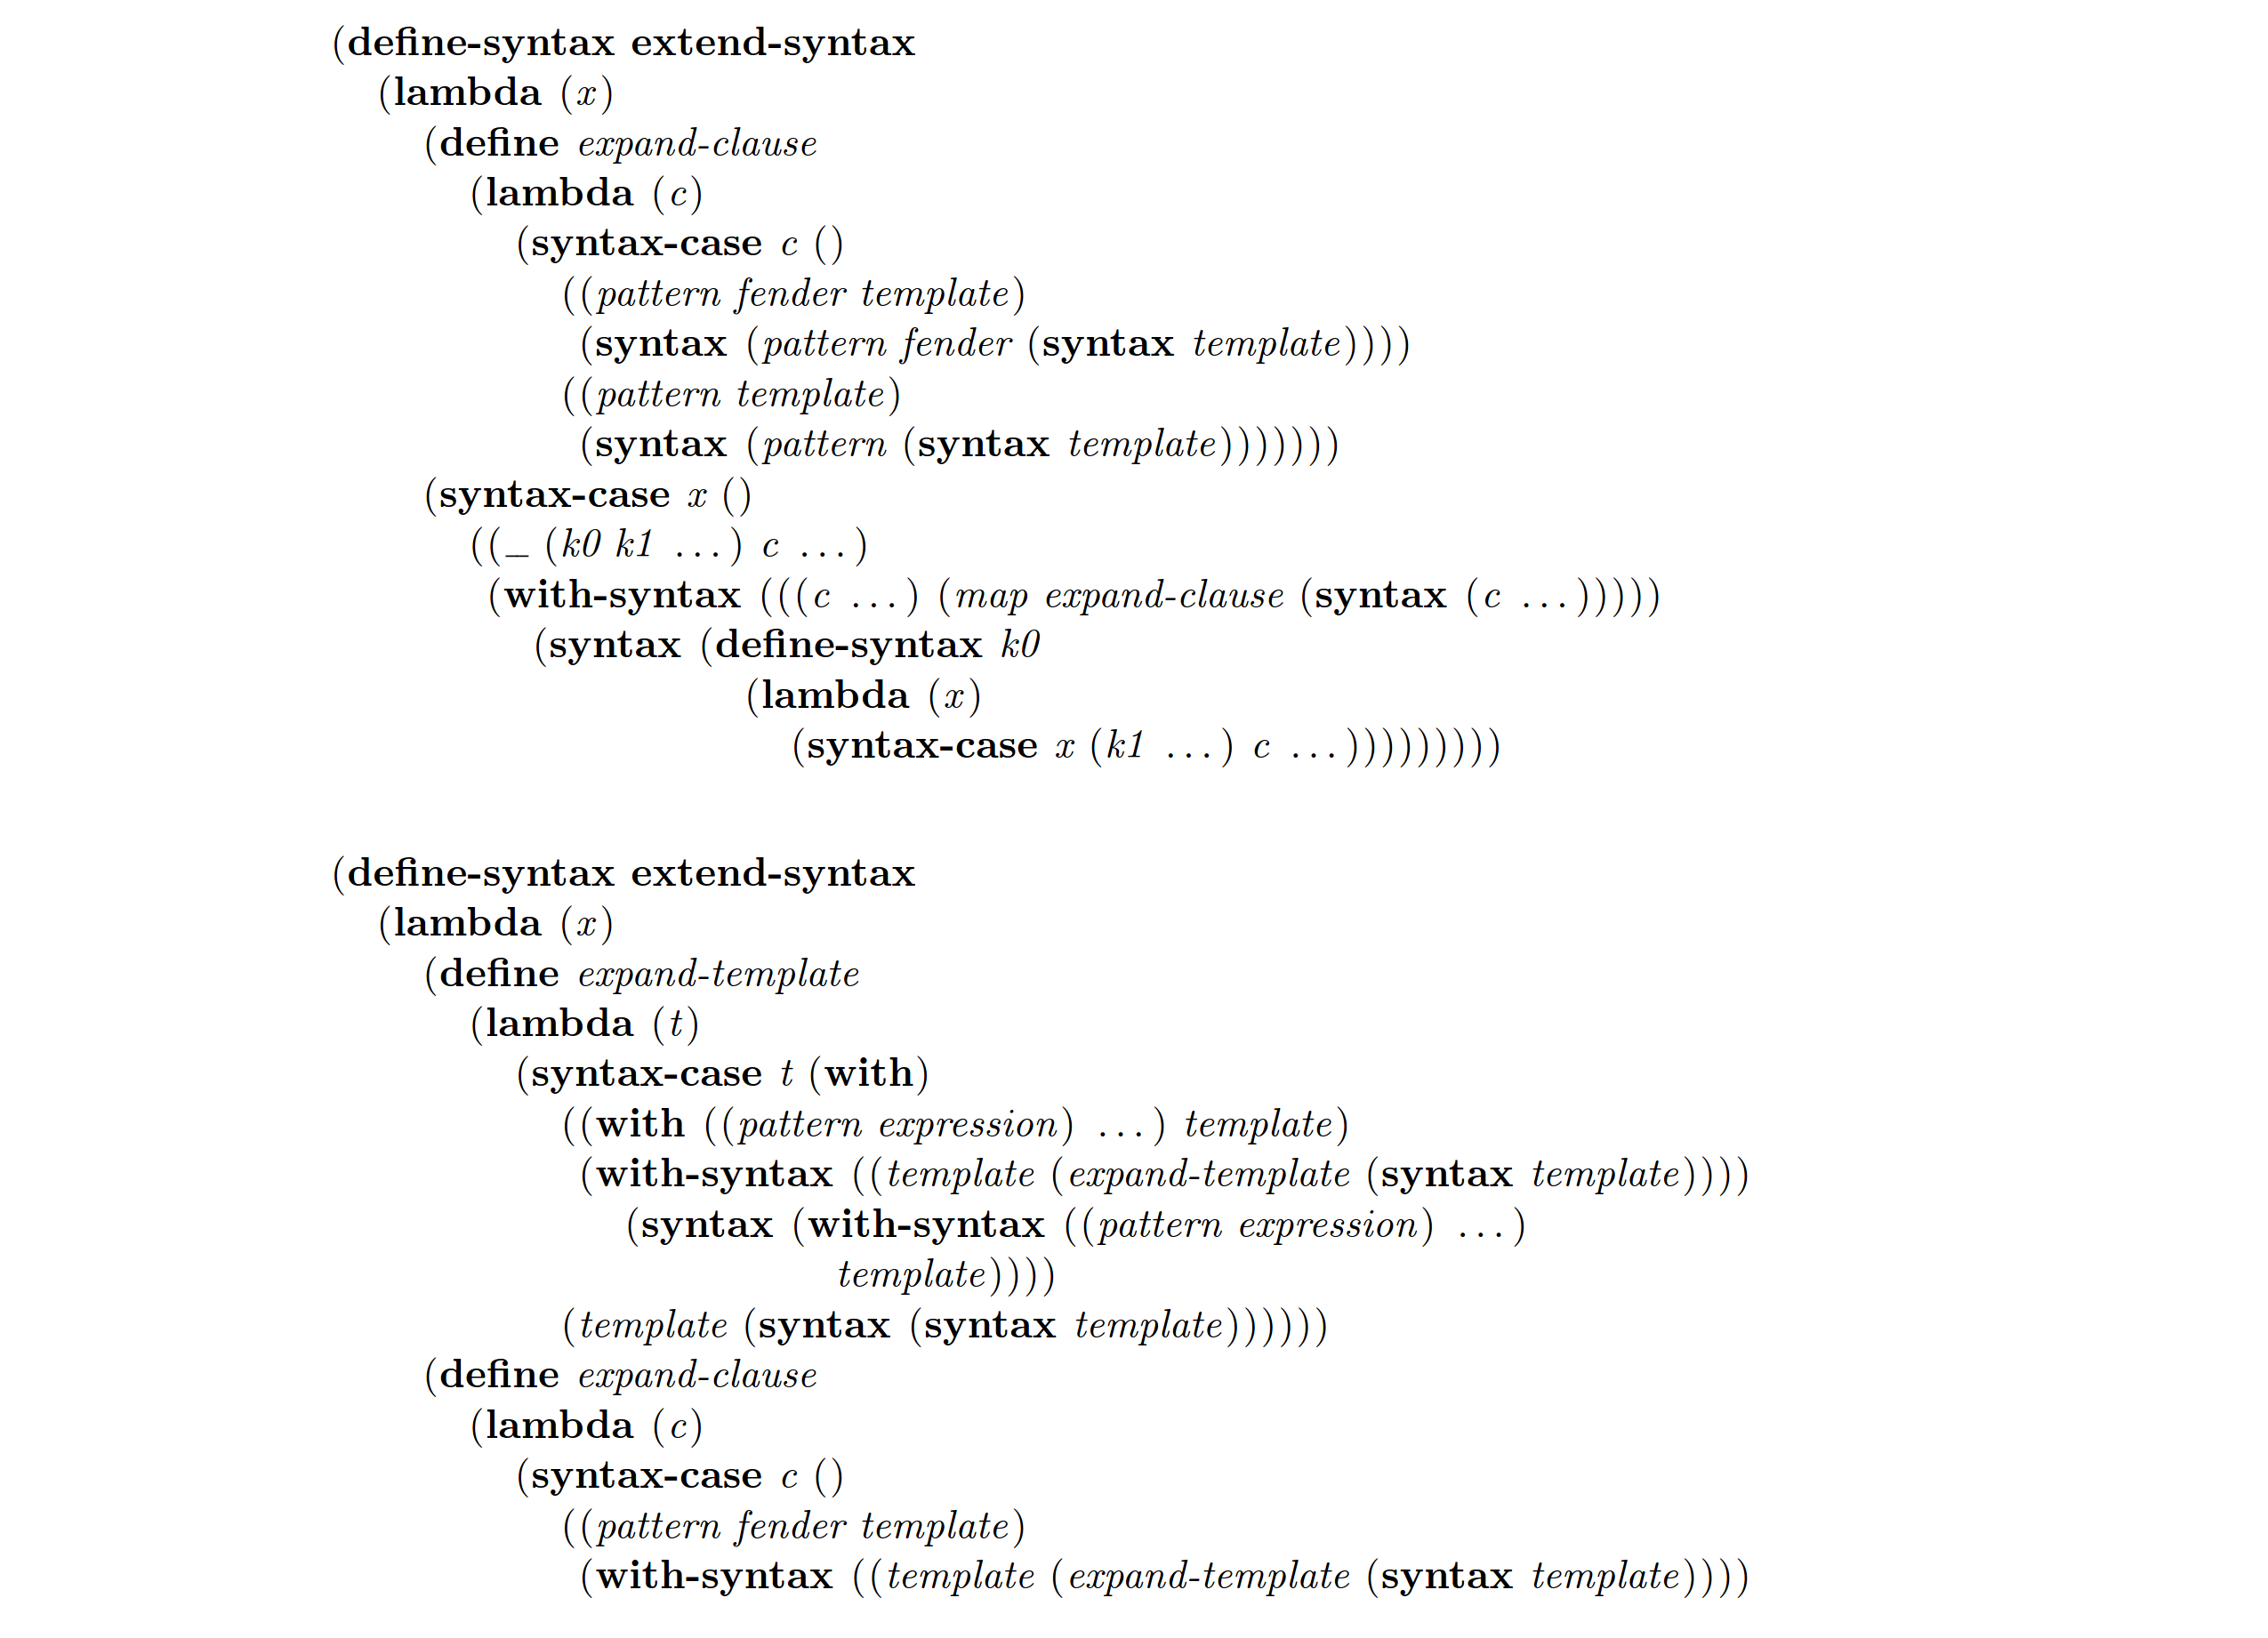 (define-syntax extend-syntax
(lambda (x)
(define expand-clause
(lambda (c)
(syntax-case c ()
((pattern fender template)
(syntax (pattern fender (syntax template))))
((pattern template)
(syntax (pattern (syntax template)))))))
(syntax-case x ()
((_ (k0 k1 ...) c ...)
(with-syntax (((c ...) (map expand-clause (syntax (c ...)))))
(syntax (define-syntax k0
(lambda (x)
(syntax-case x (k1 ...) c ...)))))))))
(define-syntax extend-syntax
(lambda (x)
(define expand-template
(lambda (t)
(syntax-case t (with)
((with ((pattern expression) ...) template)
(with-syntax ((template (expand-template (syntax template))))
(syntax (with-syntax ((pattern expression) ...)
template))))
(template (syntax (syntax template))))))
(define expand-clause
(lambda (c)
(syntax-case c ()
((pattern fender template)
(with-syntax ((template (expand-template (syntax template))))